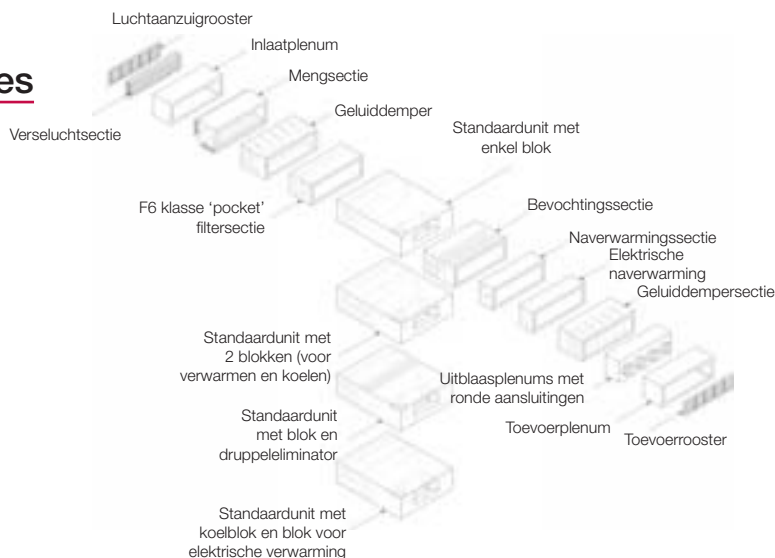 Luchtaanzuigrooster
Inlaatplenum
es
Mengsectie
Geluiddemper
Verseluchtsectie
Standaardunit met
enkel blok
F6 klasse ‘pocket’
filtersectie
Bevochtingssectie
Naverwarmingssectie
Elektrische
naverwarming
Geluiddempersectie
Standaardunit met
2 blokken (voor
verwarmen en koelen)
Uitblaasplenums met
ronde aansluitingen
Standaardunit
met blok en
druppeleliminator
Toevoerplenum
Toevoerrooster
Standaardunit met
koelblok en blok voor
elektrische verwarming